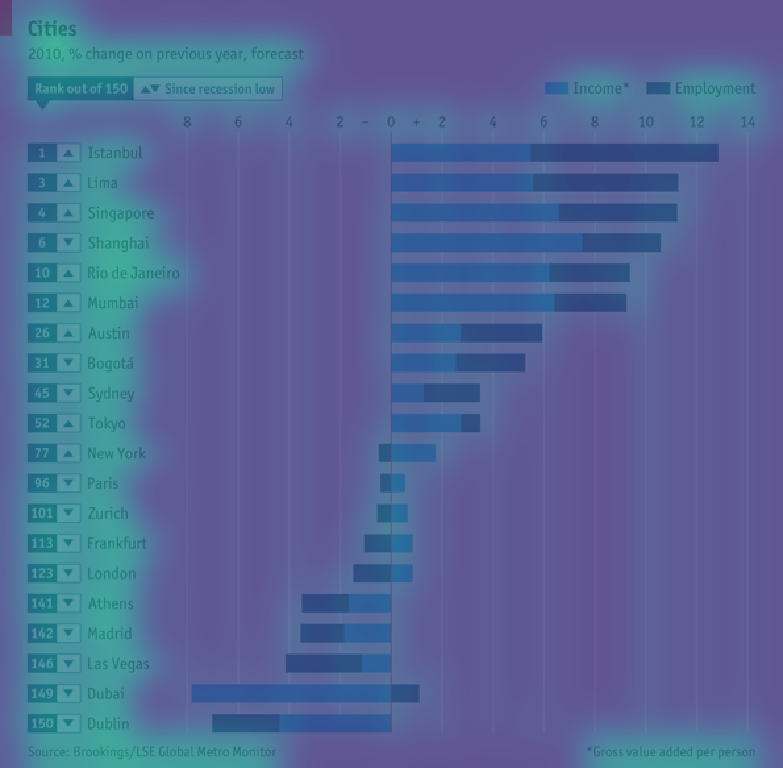 Cities
2010, % change on previous year, forecast
Rank out of 150 ▲▼ Since recession low
Income* Employment
8 6 4 2 – 0 + 2 4 6 8 10 12 14
1 ▲ Istanbul
3 ▲ Lima
4 ▲ Singapore
6 ▼ Shanghai
10 ▲ Rio de Janeiro
12 ▲ Mumbai
26 ▲ Austin
31 ▼ Bogotá
45 ▼ Sydney
52 ▲ Tokyo
77 ▲ New York
96 ▼ Paris
101 ▼ Zurich
113 ▼ Frankfurt
123 ▼ London
141 ▼ Athens
142 ▼ Madrid
146 ▼ Las Vegas
149 ▼ Dubai
150 ▼ Dublin
Source: Brookings/LSE Global Metro Monitor *Gross value added per person